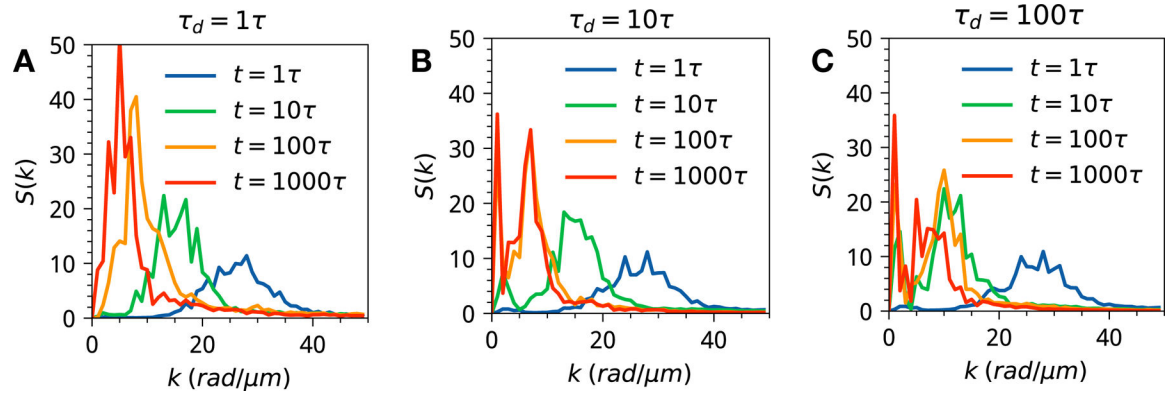 τd = 1τ
A
50
40
30
20
10
0
S(k)
t = 1τ
t = 10τ
t = 100τ
t = 1000τ
0 20 40
k (rad/μm)
τd = 10τ
B
50
40
30
20
10
0
S(k)
t = 1τ
t = 10τ
t = 100τ
t = 1000τ
0 20 40
k (rad/μm)
τd = 100τ
C
50
40
30
20
10
0
S(k)
t = 1τ
t = 10τ
t = 100τ
t = 1000τ
0 20 40
k (rad/μm)